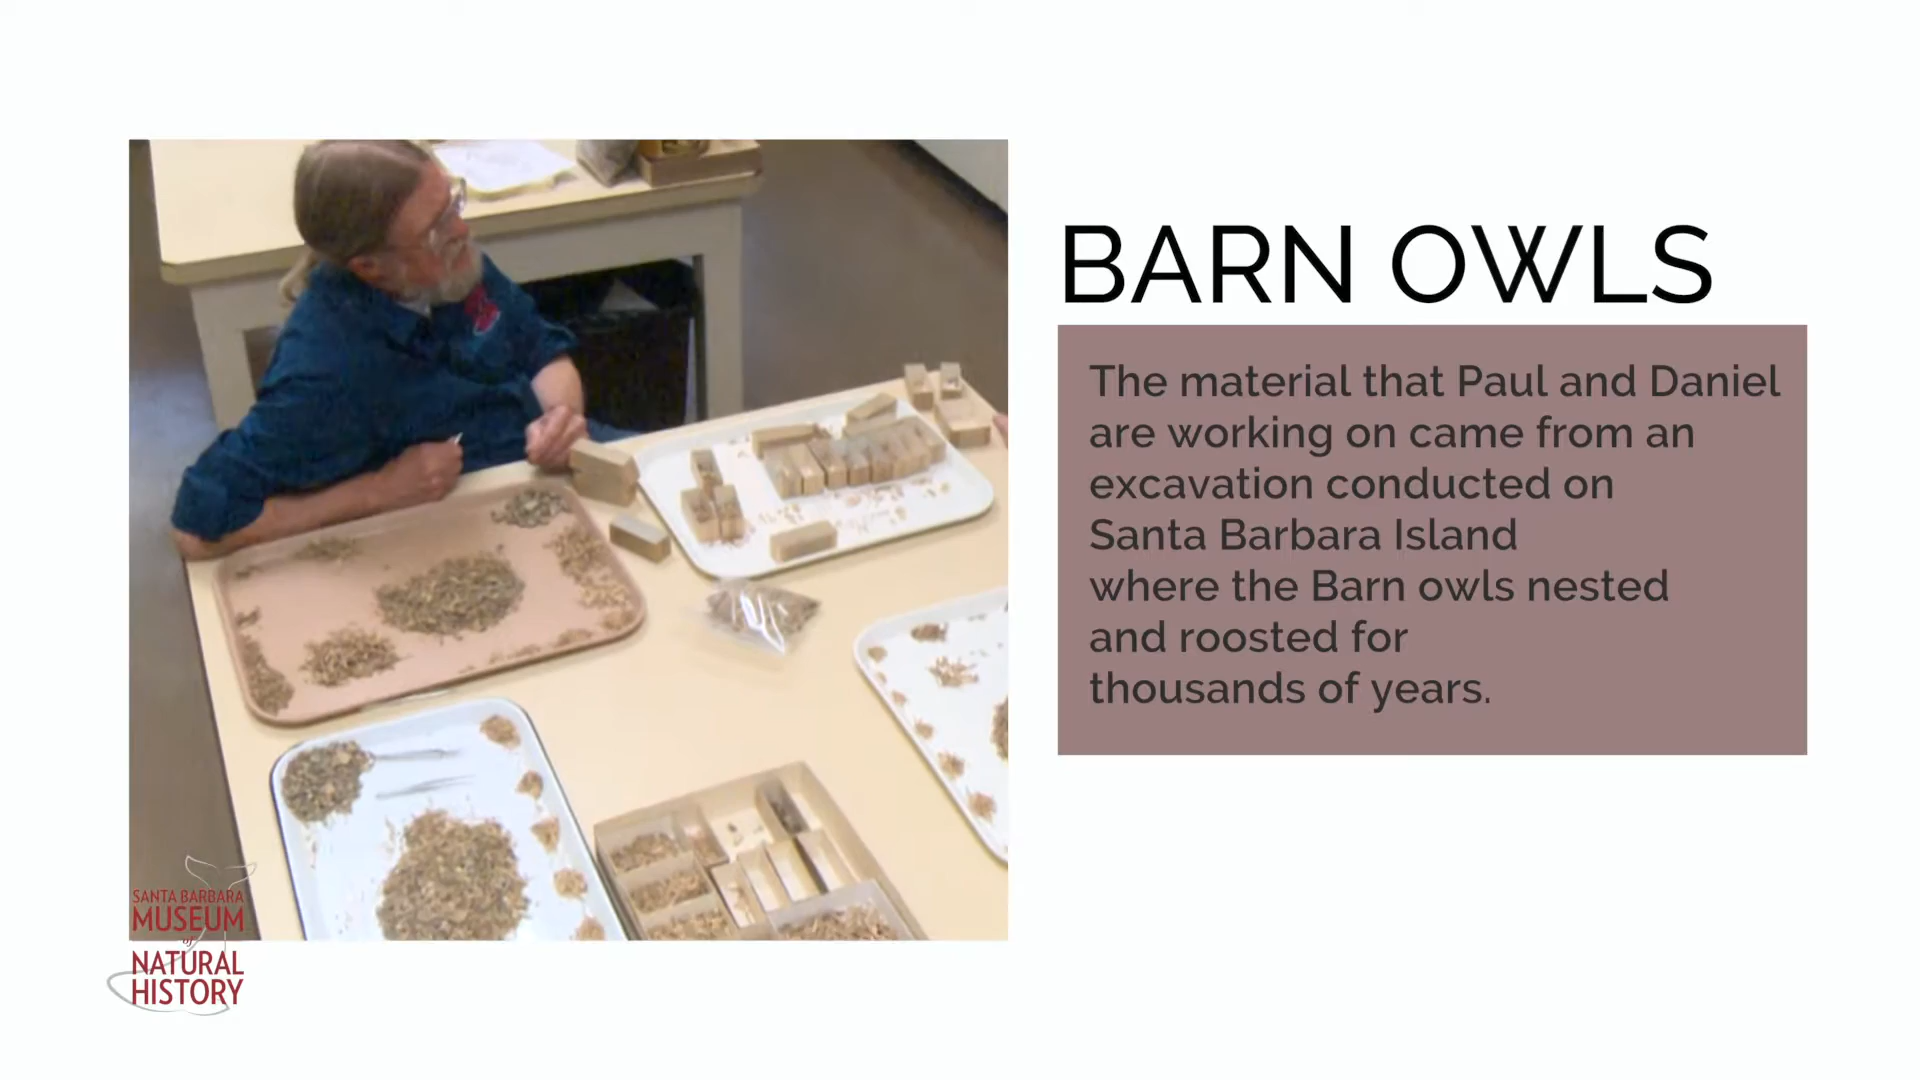 BARN OWLS
The material that Paul and Daniel
are working on came from an
excavation conducted on
Santa Barbara Island
where the Barn owls nested
and roosted for
thousands of years.
SANTA BARBARA
MUSEUM
of
NATURAL
HISTORY